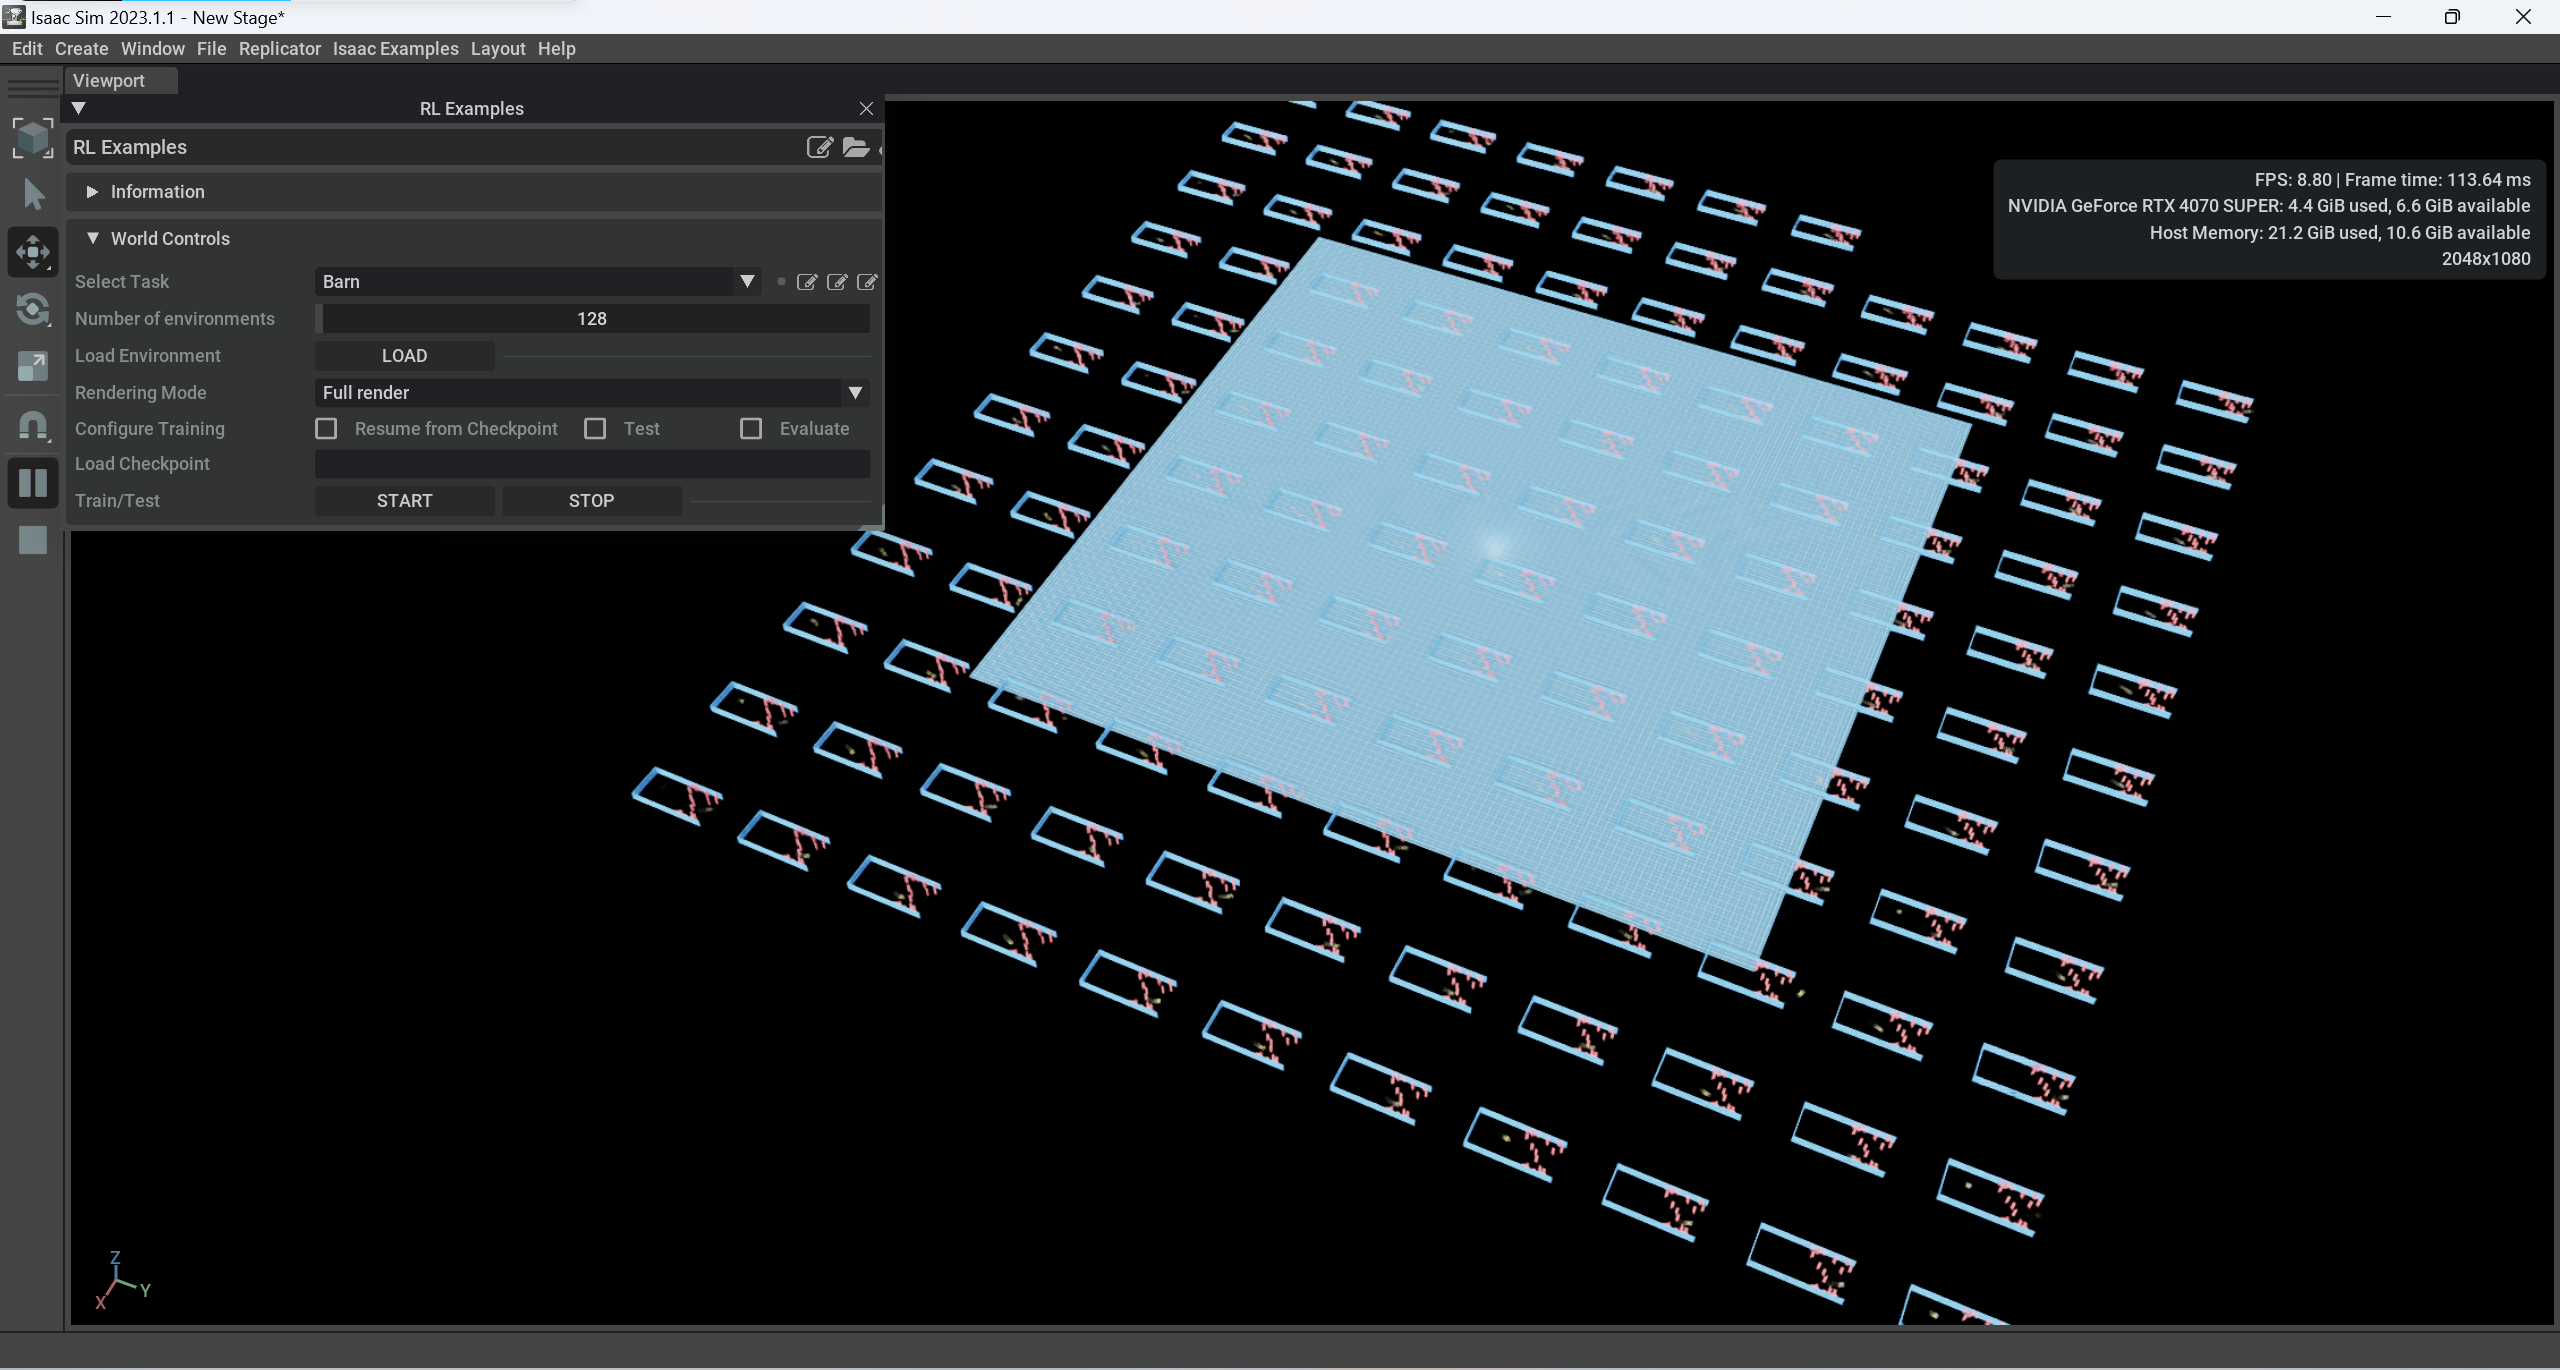 Isaac Sim 2023.1.1 - New Stage*
Edit Create Window File Replicator Isaac Examples Layout Help
Viewport
RL Examples
RL Examples
Information
World Controls
Select Task Barn
Number of environments 128
Load Environment LOAD
Rendering Mode Full render
Configure Training Resume from Checkpoint Test Evaluate
Load Checkpoint
Train/Test START STOP
FPS: 8.80 | Frame time: 113.64 ms
NVIDIA GeForce RTX 4070 SUPER: 4.4 GiB used, 6.6 GiB available
Host Memory: 21.2 GiB used, 10.6 GiB available
2048x1080
Z
Y
X